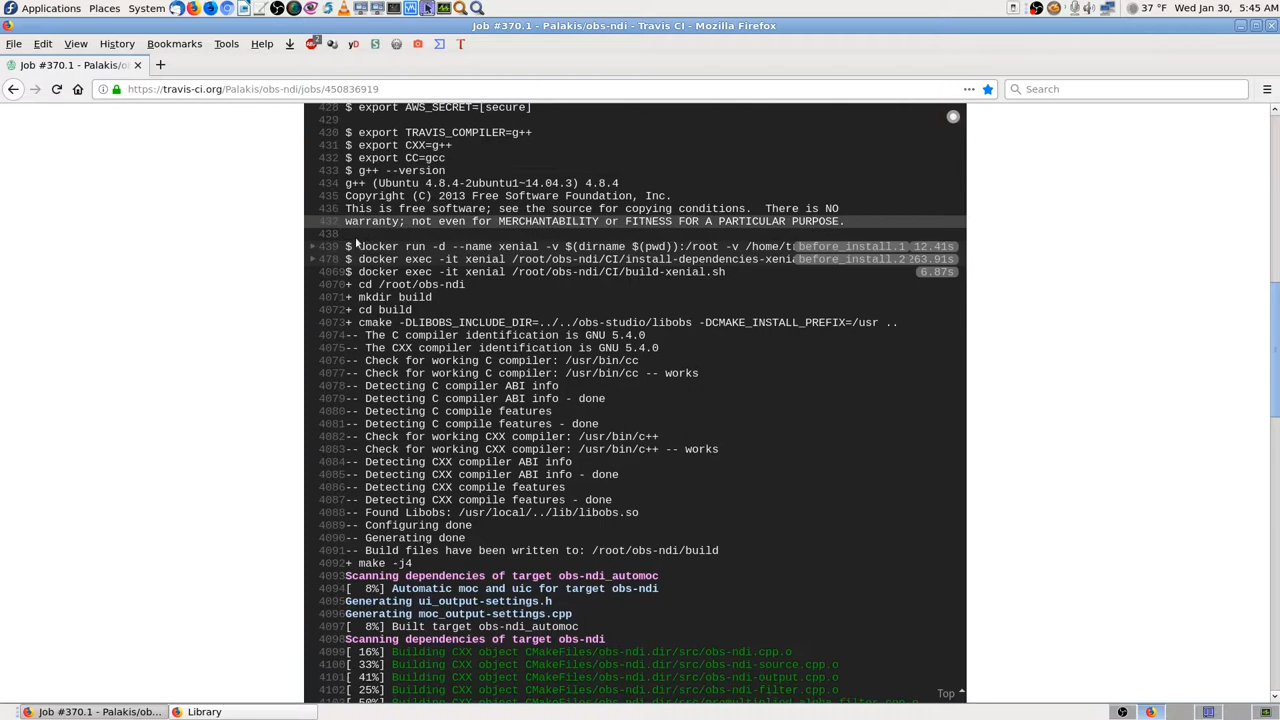 Applications Places System 37 °F Wed Jan 30, 5:45 AM
Job #370.1 - Palakis/obs-ndi - Travis CI - Mozilla Firefox
File Edit View History Bookmarks Tools Help 2 yD S T
Job #370.1 - Palakis/ob × +
https://travis-ci.org/Palakis/obs-ndi/jobs/450836919 Search
428 $ export AWS_SECRET=[secure]
429
430 $ export TRAVIS_COMPILER=g++
431 $ export CXX=g++
432 $ export CC=gcc
433 $ g++ --version
434 g++ (Ubuntu 4.8.4-2ubuntu1~14.04.3) 4.8.4
435 Copyright (C) 2013 Free Software Foundation, Inc.
436 This is free software; see the source for copying conditions.  There is NO
warranty; not even for MERCHANTABILITY or FITNESS FOR A PARTICULAR PURPOSE.
438
439 $ docker run -d --name xenial -v $(dirname $(pwd)):/root -v /home/t before_install.1 12.41s
478 $ docker exec -it xenial /root/obs-ndi/CI/install-dependencies-xenia before_install.2 263.91s
4069 $ docker exec -it xenial /root/obs-ndi/CI/build-xenial.sh 6.87s
4070 + cd /root/obs-ndi
4071 + mkdir build
4072 + cd build
4073 + cmake -DLIBOBS_INCLUDE_DIR=../../obs-studio/libobs -DCMAKE_INSTALL_PREFIX=/usr ..
4074 -- The C compiler identification is GNU 5.4.0
4075 -- The CXX compiler identification is GNU 5.4.0
4076 -- Check for working C compiler: /usr/bin/cc
4077 -- Check for working C compiler: /usr/bin/cc -- works
4078 -- Detecting C compiler ABI info
4079 -- Detecting C compiler ABI info - done
4080 -- Detecting C compile features
4081 -- Detecting C compile features - done
4082 -- Check for working CXX compiler: /usr/bin/c++
4083 -- Check for working CXX compiler: /usr/bin/c++ -- works
4084 -- Detecting CXX compiler ABI info
4085 -- Detecting CXX compiler ABI info - done
4086 -- Detecting CXX compile features
4087 -- Detecting CXX compile features - done
4088 -- Found Libobs: /usr/local/../lib/libobs.so
4089 -- Configuring done
4090 -- Generating done
4091 -- Build files have been written to: /root/obs-ndi/build
4092 + make -j4
4093 Scanning dependencies of target obs-ndi_automoc
4094 [  8%] Automatic moc and uic for target obs-ndi
4095 Generating ui_output-settings.h
4096 Generating moc_output-settings.cpp
4097 [  8%] Built target obs-ndi_automoc
4098 Scanning dependencies of target obs-ndi
4099 [ 16%] Building CXX object CMakeFiles/obs-ndi.dir/src/obs-ndi.cpp.o
4100 [ 33%] Building CXX object CMakeFiles/obs-ndi.dir/src/obs-ndi-source.cpp.o
4101 [ 41%] Building CXX object CMakeFiles/obs-ndi.dir/src/obs-ndi-output.cpp.o
4102 [ 25%] Building CXX object CMakeFiles/obs-ndi.dir/src/obs-ndi-filter.cpp.o
[ 50%] Building CXX object CMakeFiles/obs-ndi.dir/src/premultiplied-alpha-filter.cpp.o
Top
Job #370.1 - Palakis/ob... Library